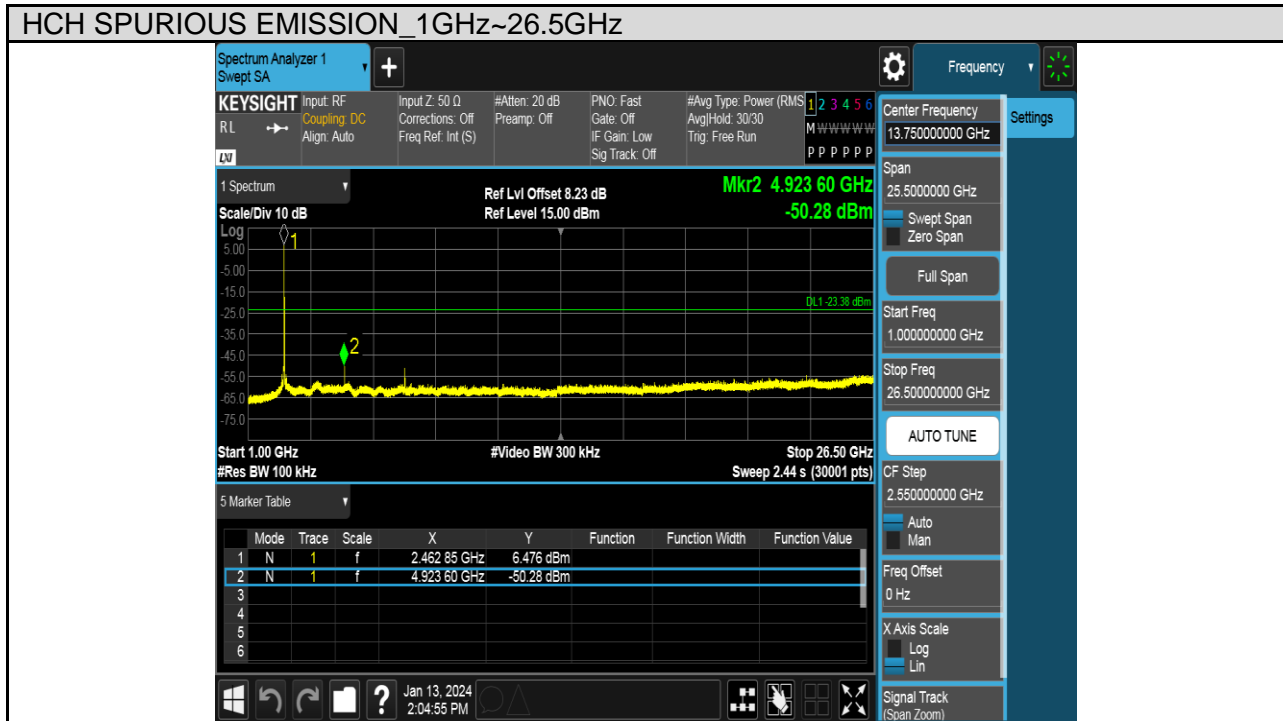 HCH SPURIOUS EMISSION_1GHz~26.5GHz
Spectrum Analyzer 1
Swept SA
Frequency
KEYSIGHT
RL
LXI
Input: RF
Coupling: DC
Align: Auto
Input Z: 50 Ω
Corrections: Off
Freq Ref: Int (S)
#Atten: 20 dB
Preamp: Off
PNO: Fast
Gate: Off
IF Gain: Low
Sig Track: Off
#Avg Type: Power (RMS
Avg|Hold: 30/30
Trig: Free Run
1 2 3 4 5 6
M W W W W W
P P P P P P
1 Spectrum
Scale/Div 10 dB
Ref Lvl Offset 8.23 dB
Ref Level 15.00 dBm
Mkr2 4.923 60 GHz
-50.28 dBm
Log
5.00
-5.00
-15.0
-25.0
-35.0
-45.0
-55.0
-65.0
-75.0
1
2
DL1 -23.38 dBm
Start 1.00 GHz
#Video BW 300 kHz
Stop 26.50 GHz
#Res BW 100 kHz
Sweep 2.44 s (30001 pts)
5 Marker Table
Mode Trace Scale X Y Function Function Width Function Value
1 N 1 f 2.462 85 GHz 6.476 dBm
2 N 1 f 4.923 60 GHz -50.28 dBm
3
4
5
6
Jan 13, 2024
2:04:55 PM
Center Frequency
13.750000000 GHz
Span
25.5000000 GHz
Swept Span
Zero Span
Full Span
Start Freq
1.000000000 GHz
Stop Freq
26.500000000 GHz
AUTO TUNE
CF Step
2.550000000 GHz
Auto
Man
Freq Offset
0 Hz
X Axis Scale
Log
Lin
Signal Track
(Span Zoom)
Settings